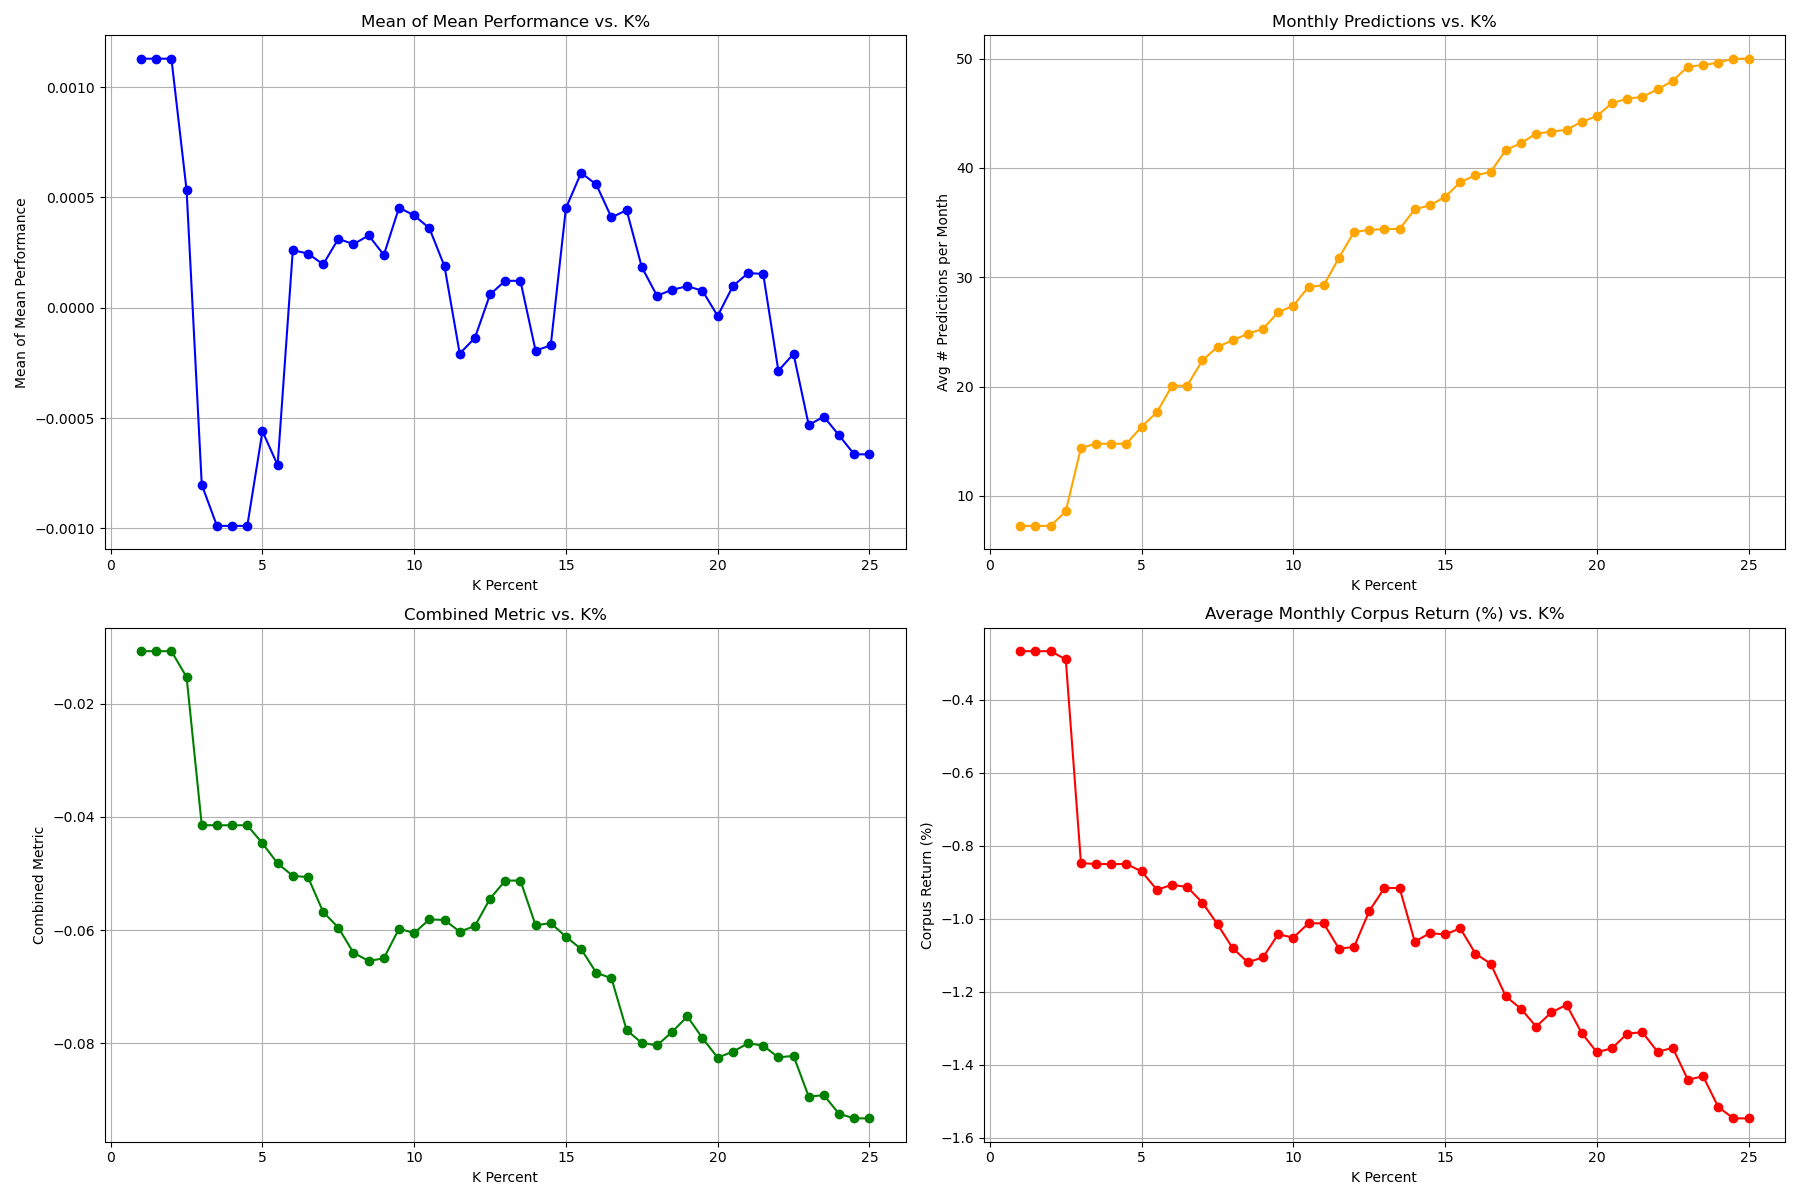 Mean of Mean Performance vs. K%
Mean of Mean Performance
0.0010
0.0005
0.0000
−0.0005
−0.0010
0 5 10 15 20 25
K Percent
Monthly Predictions vs. K%
Avg # Predictions per Month
50
40
30
20
10
0 5 10 15 20 25
K Percent
Combined Metric vs. K%
Combined Metric
−0.02
−0.04
−0.06
−0.08
0 5 10 15 20 25
K Percent
Average Monthly Corpus Return (%) vs. K%
Corpus Return (%)
−0.4
−0.6
−0.8
−1.0
−1.2
−1.4
−1.6
0 5 10 15 20 25
K Percent